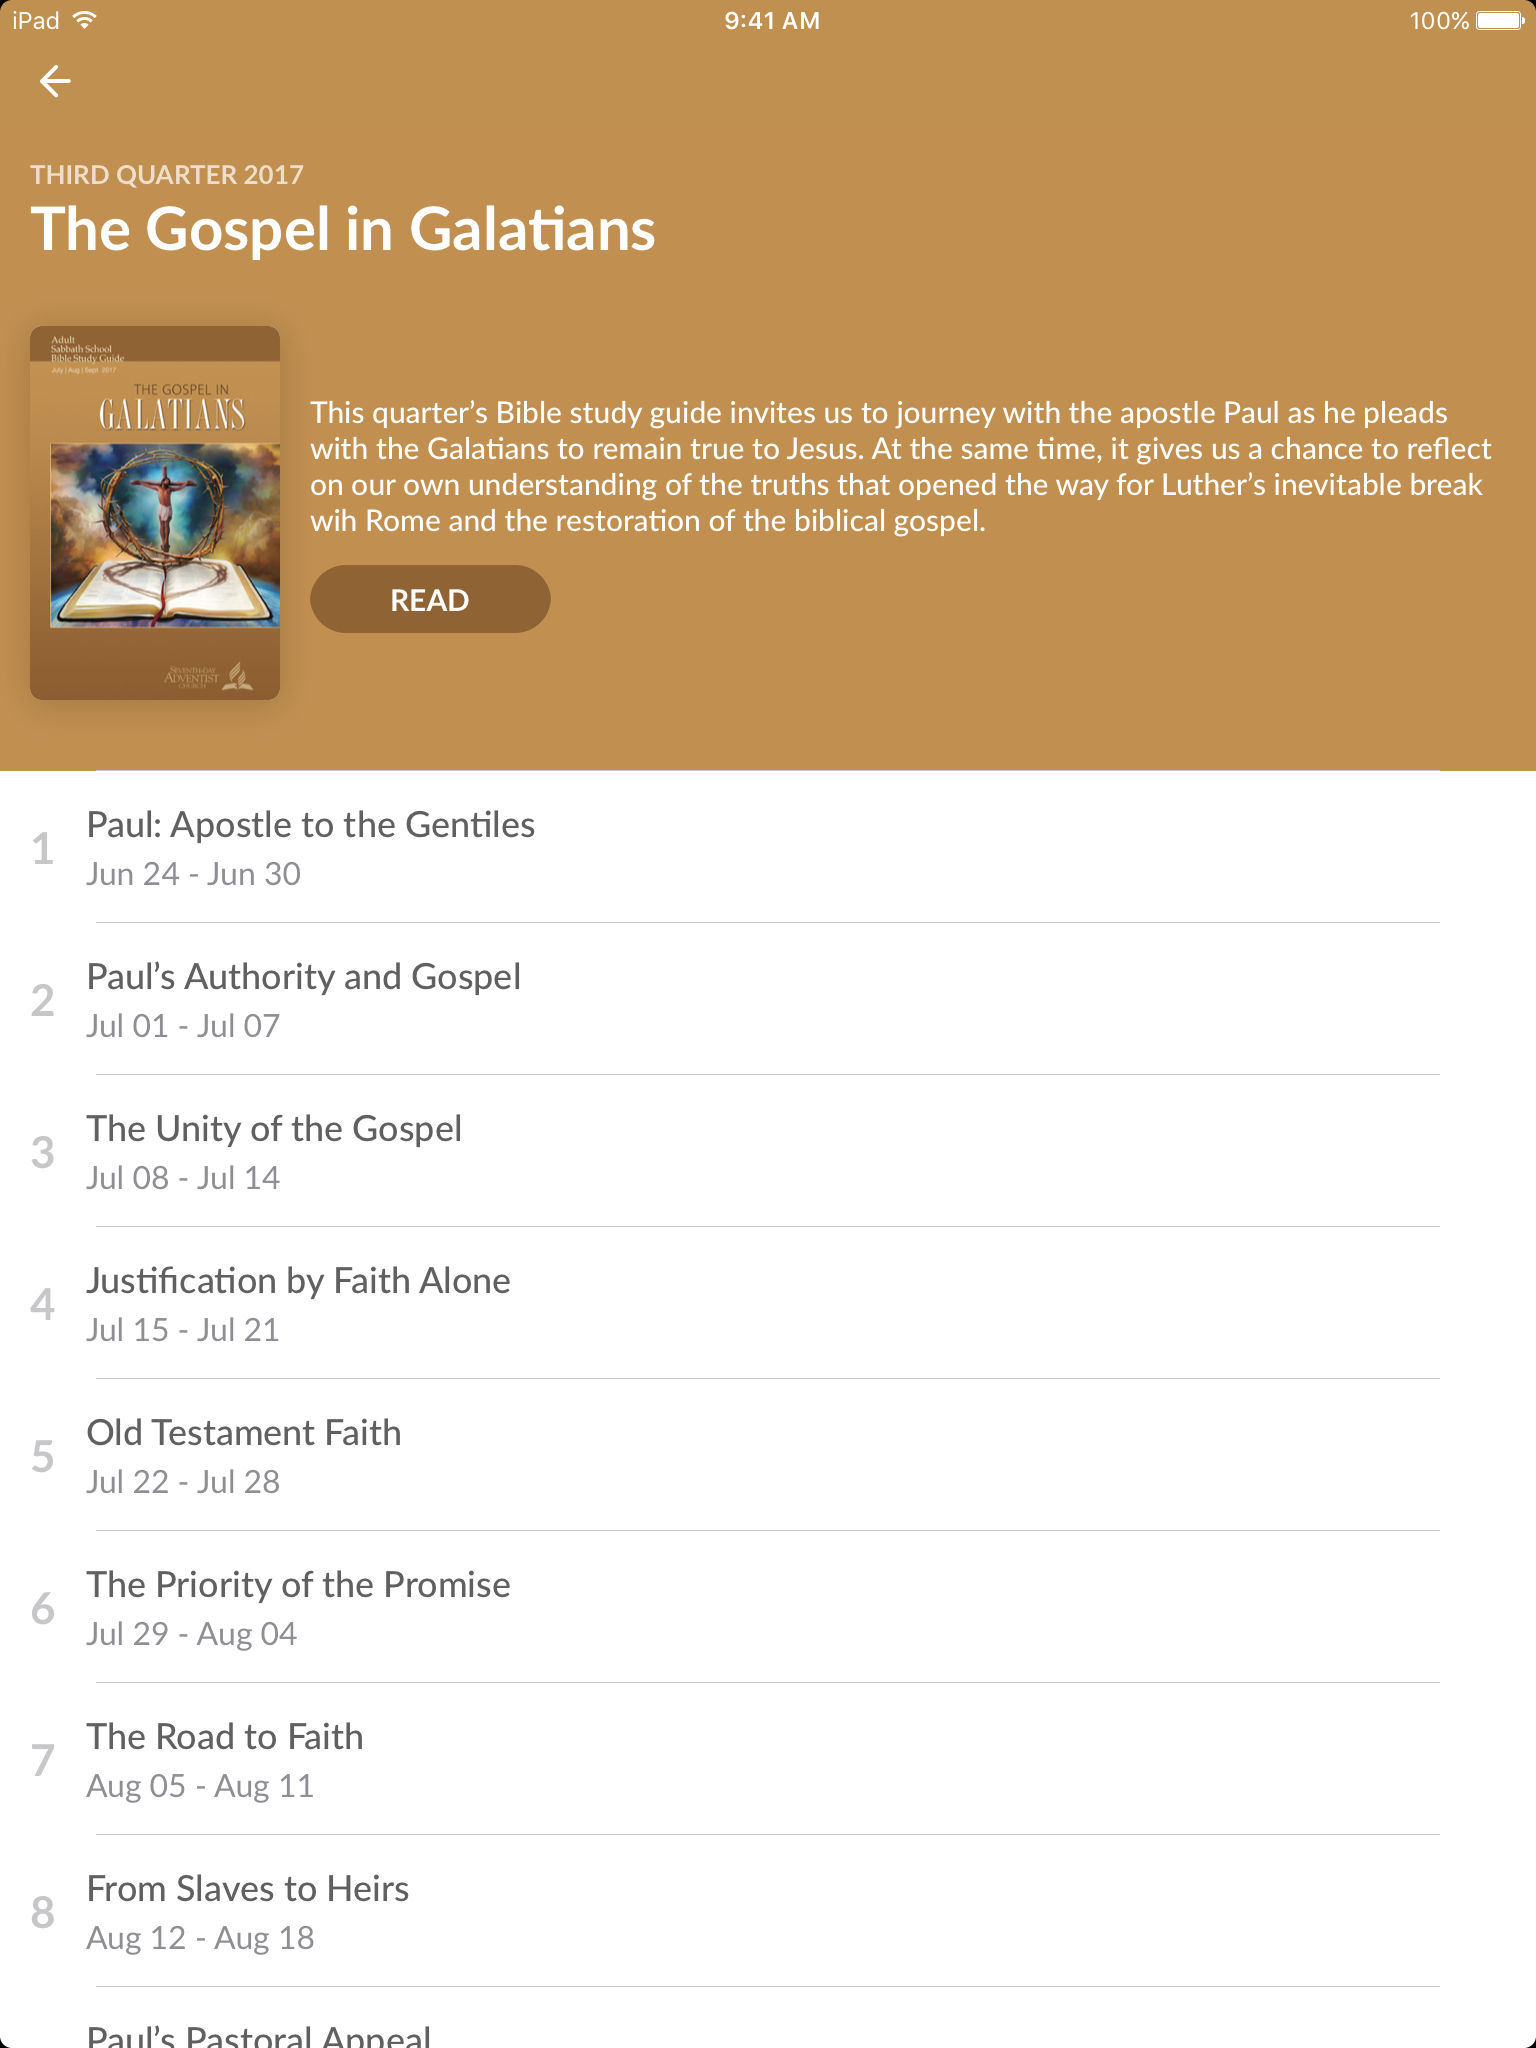 iPad 9:41 AM 100%
THIRD QUARTER 2017
The Gospel in Galatians
Adult
Sabbath School
Bible Study Guide
July | Aug | Sept 2017
THE GOSPEL IN
GALATIANS
SEVENTH-DAY
ADVENTIST
CHURCH
This quarter’s Bible study guide invites us to journey with the apostle Paul as he pleads
with the Galatians to remain true to Jesus. At the same time, it gives us a chance to reflect
on our own understanding of the truths that opened the way for Luther’s inevitable break
wih Rome and the restoration of the biblical gospel.
READ
1
Paul: Apostle to the Gentiles
Jun 24 - Jun 30
2
Paul’s Authority and Gospel
Jul 01 - Jul 07
3
The Unity of the Gospel
Jul 08 - Jul 14
4
Justification by Faith Alone
Jul 15 - Jul 21
5
Old Testament Faith
Jul 22 - Jul 28
6
The Priority of the Promise
Jul 29 - Aug 04
7
The Road to Faith
Aug 05 - Aug 11
8
From Slaves to Heirs
Aug 12 - Aug 18
Paul’s Pastoral Appeal